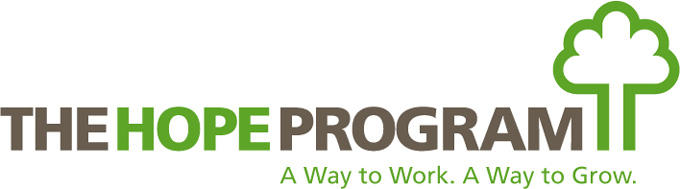 THE HOPE PROGRAM
A Way to Work. A Way to Grow.